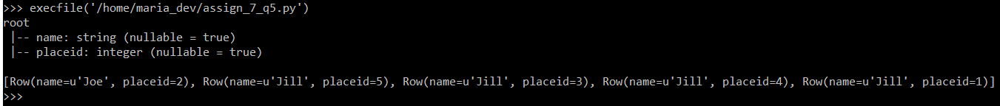 >>> execfile('/home/maria_dev/assign_7_q5.py')
root
 |-- name: string (nullable = true)
 |-- placeid: integer (nullable = true)
[Row(name=u'Joe', placeid=2), Row(name=u'Jill', placeid=5), Row(name=u'Jill', placeid=3), Row(name=u'Jill', placeid=4), Row(name=u'Jill', placeid=1)]
>>>